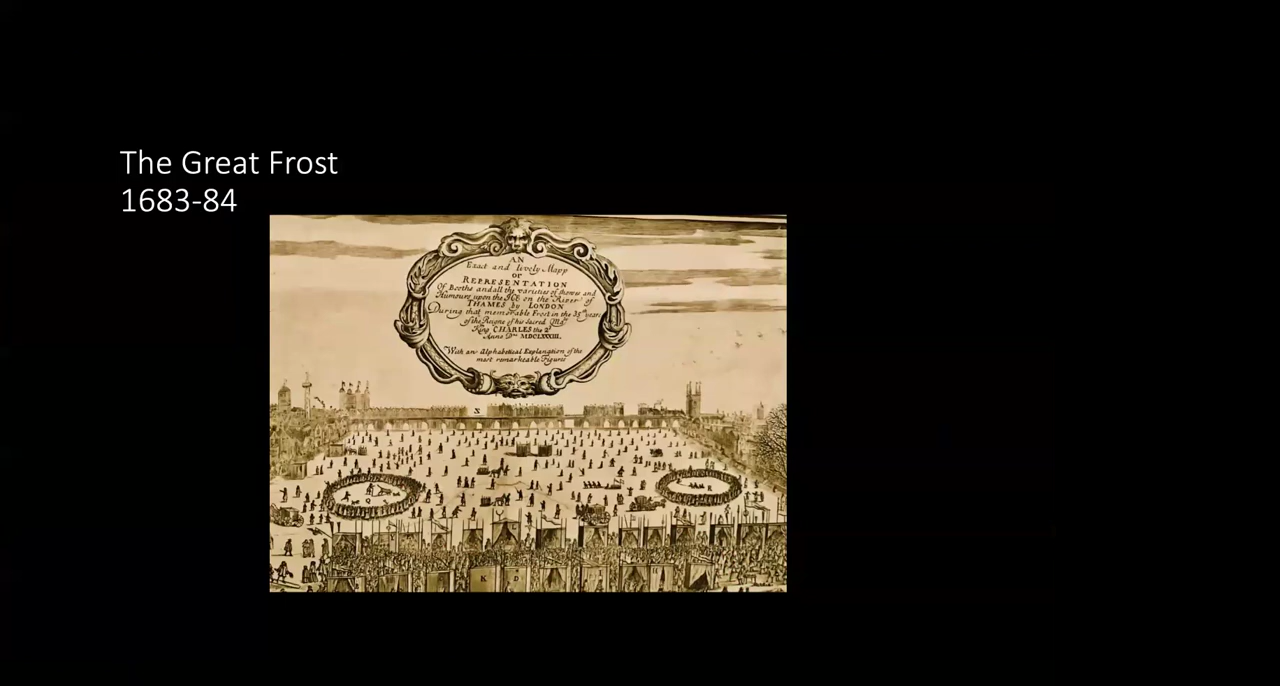 The Great Frost
1683-84
AN
Exact and lively Mapp
or
REPRESENTATION
Of Booths and all the varieties of showes and
Humours upon the ICE on the River of
THAMES by LONDON
During that memorable Frost in the 35th yeare
of the Reigne of his Sacred Maty
King CHARLES the 2d
Anno Dni MDCLXXXIII.
With an Alphabetical Explanation of the
most remarkeable Figures
Q
R
K